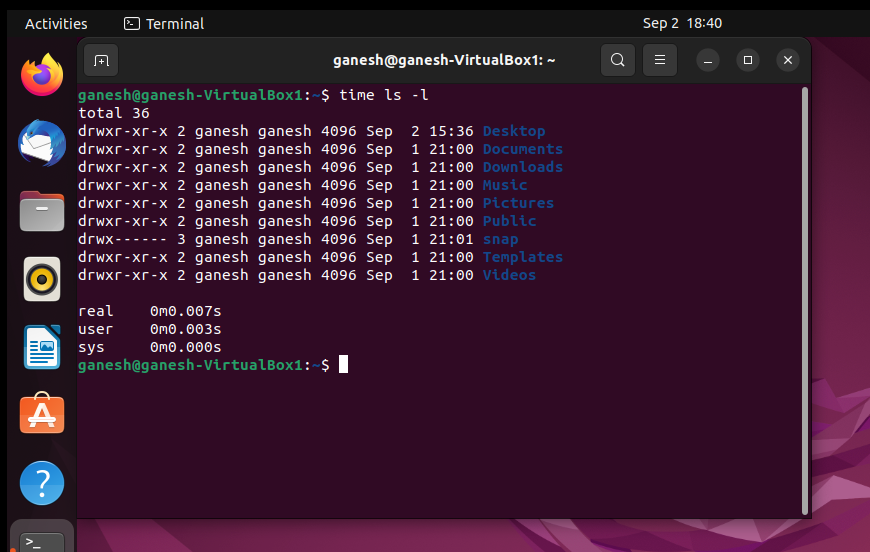 Activities Terminal Sep 2 18:40
ganesh@ganesh-VirtualBox1: ~
ganesh@ganesh-VirtualBox1:~$ time ls -l
total 36
drwxr-xr-x 2 ganesh ganesh 4096 Sep  2 15:36 Desktop
drwxr-xr-x 2 ganesh ganesh 4096 Sep  1 21:00 Documents
drwxr-xr-x 2 ganesh ganesh 4096 Sep  1 21:00 Downloads
drwxr-xr-x 2 ganesh ganesh 4096 Sep  1 21:00 Music
drwxr-xr-x 2 ganesh ganesh 4096 Sep  1 21:00 Pictures
drwxr-xr-x 2 ganesh ganesh 4096 Sep  1 21:00 Public
drwx------ 3 ganesh ganesh 4096 Sep  1 21:01 snap
drwxr-xr-x 2 ganesh ganesh 4096 Sep  1 21:00 Templates
drwxr-xr-x 2 ganesh ganesh 4096 Sep  1 21:00 Videos
real    0m0.007s
user    0m0.003s
sys     0m0.000s
ganesh@ganesh-VirtualBox1:~$